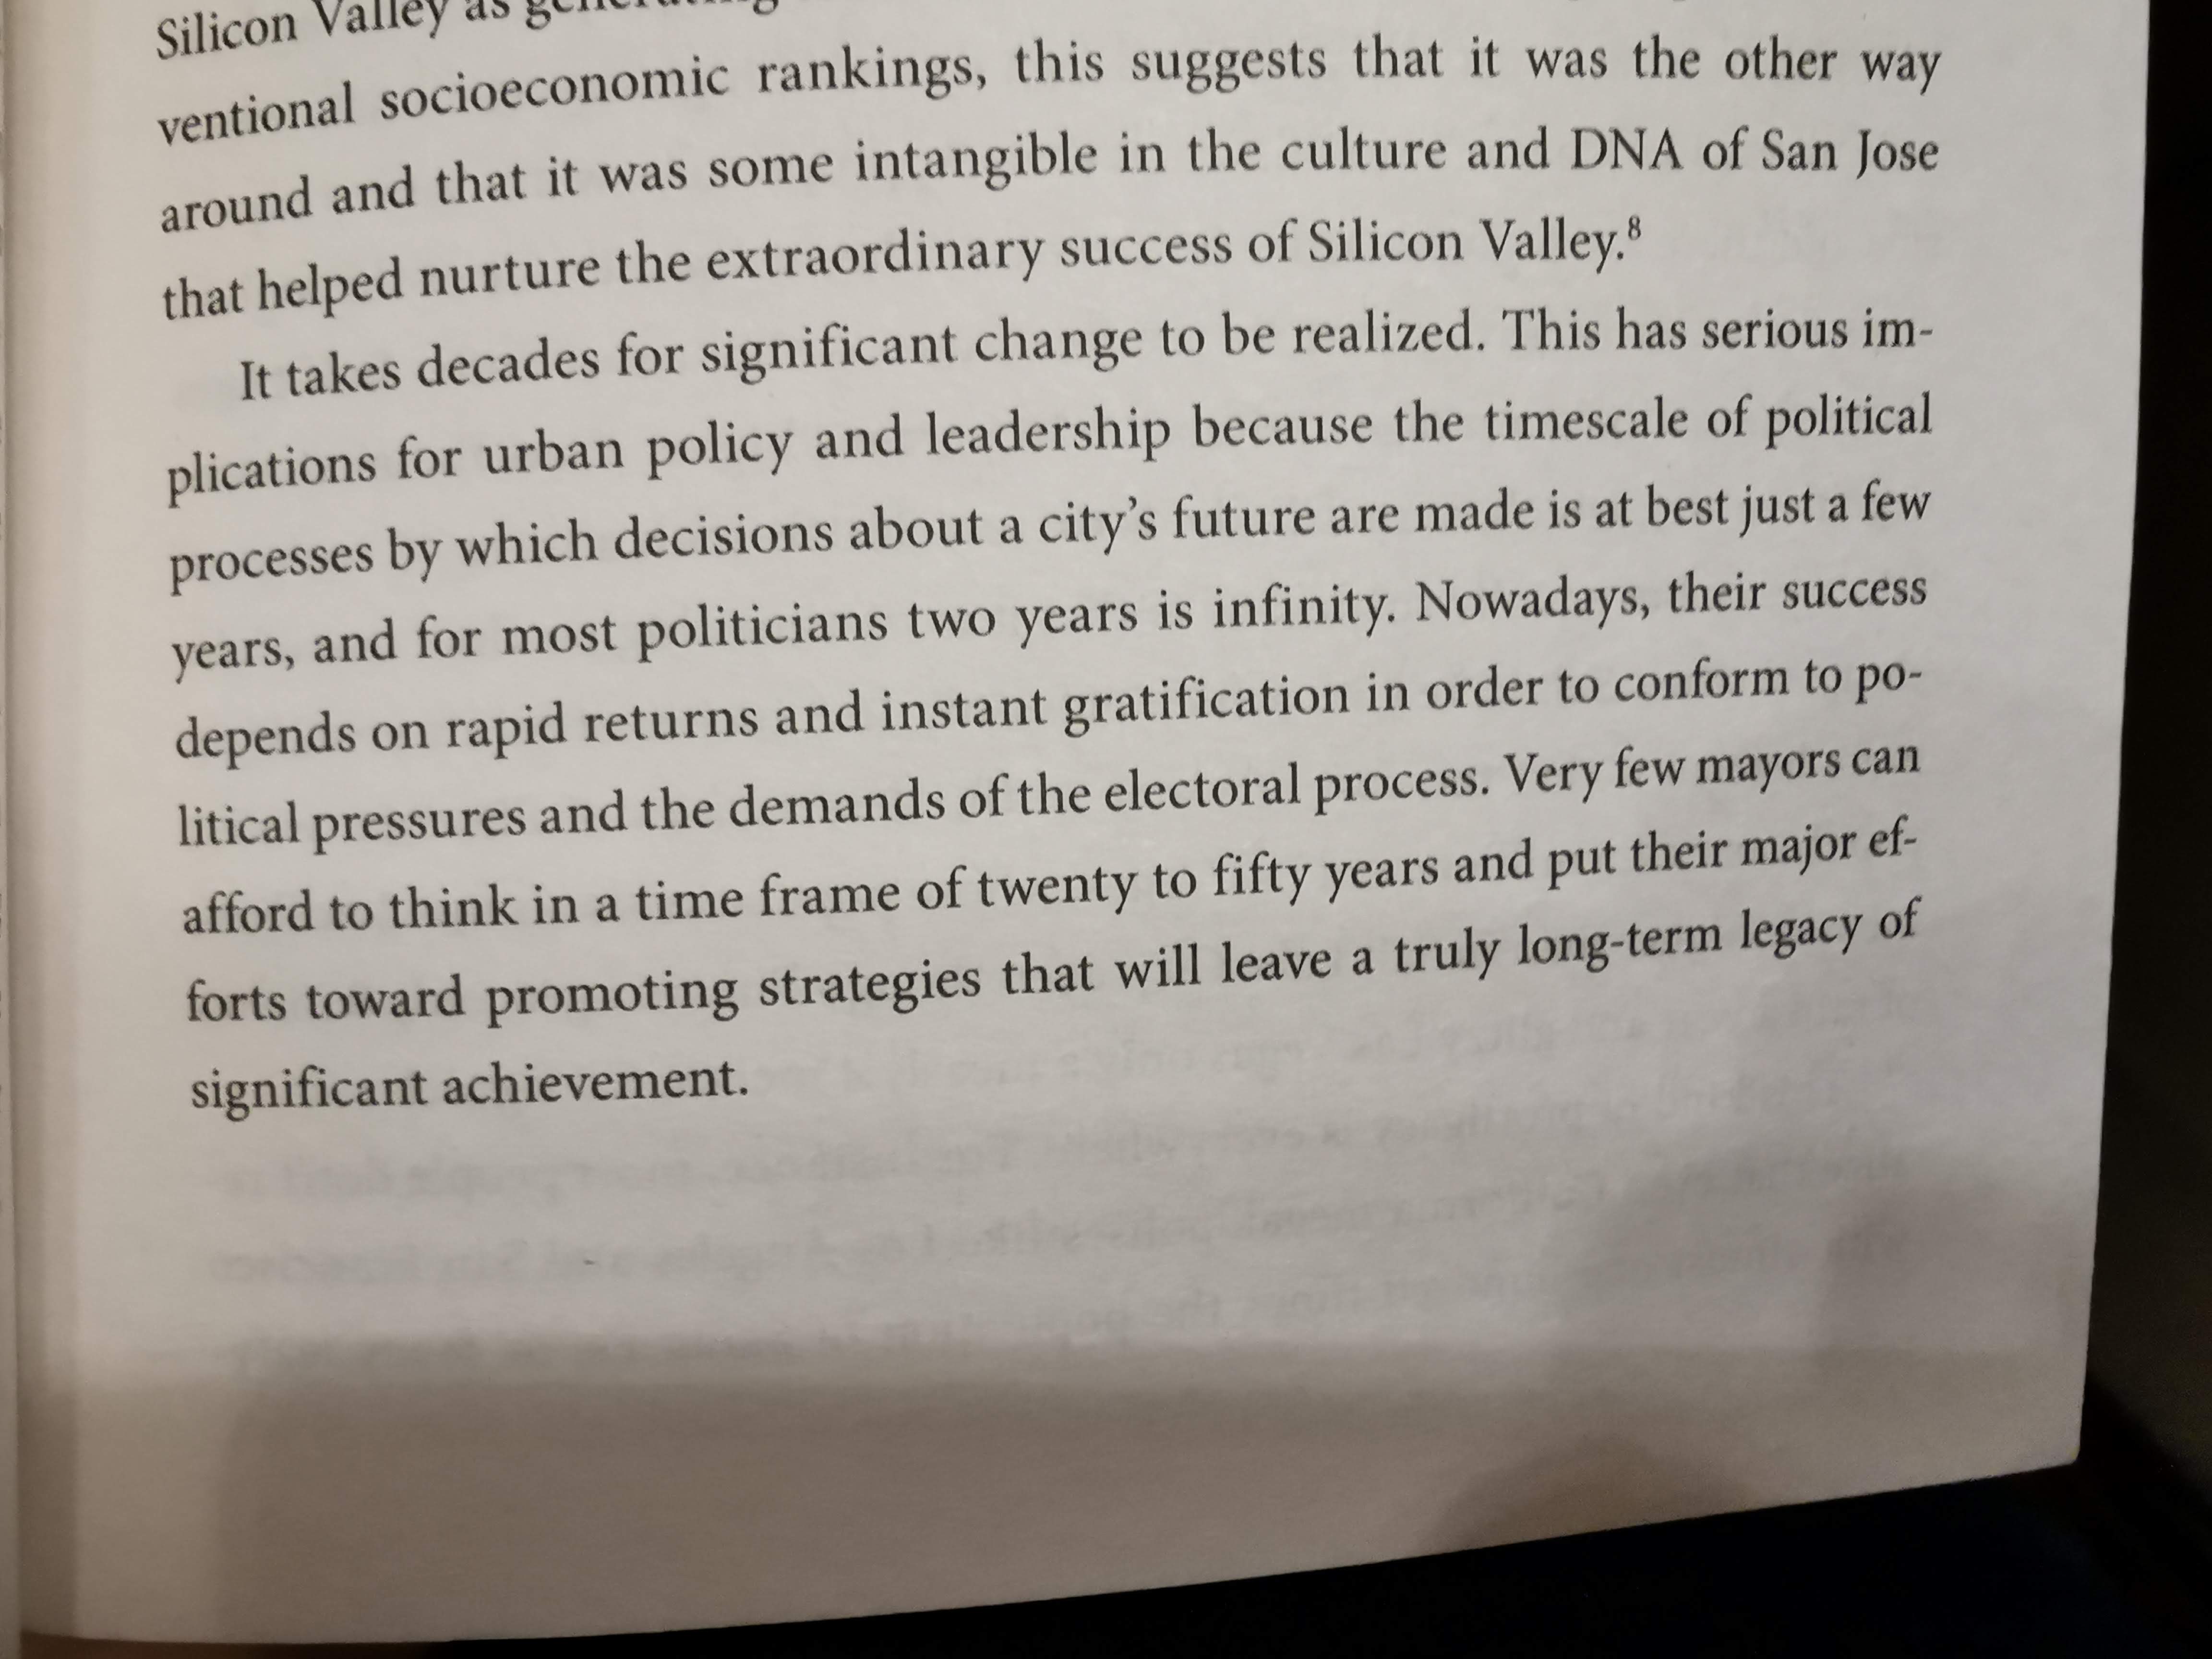 Silicon Valley as generating
ventional socioeconomic rankings, this suggests that it was the other way
around and that it was some intangible in the culture and DNA of San Jose
that helped nurture the extraordinary success of Silicon Valley.⁸
It takes decades for significant change to be realized. This has serious im-
plications for urban policy and leadership because the timescale of political
processes by which decisions about a city’s future are made is at best just a few
years, and for most politicians two years is infinity. Nowadays, their success
depends on rapid returns and instant gratification in order to conform to po-
litical pressures and the demands of the electoral process. Very few mayors can
afford to think in a time frame of twenty to fifty years and put their major ef-
forts toward promoting strategies that will leave a truly long-term legacy of
significant achievement.